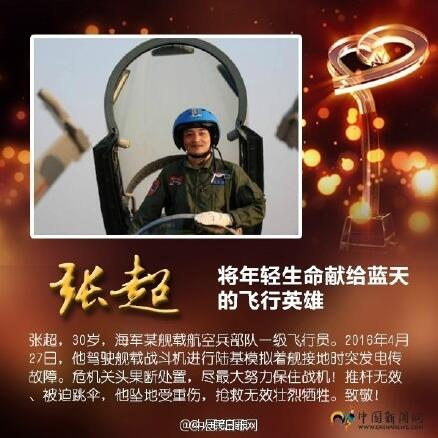 张超
将年轻生命献给蓝天
的飞行英雄
张超，30岁，海军某舰载航空兵部队一级飞行员。2016年4月
27日，他驾驶舰载战斗机进行陆基模拟着舰接地时突发电传
故障。危机关头果断处置，尽最大努力保住战机！推杆无效
、被迫跳伞，他坠地受重伤，抢救无效壮烈牺牲。致敬！
中国新闻网
WWW.CHINANEWS.COM